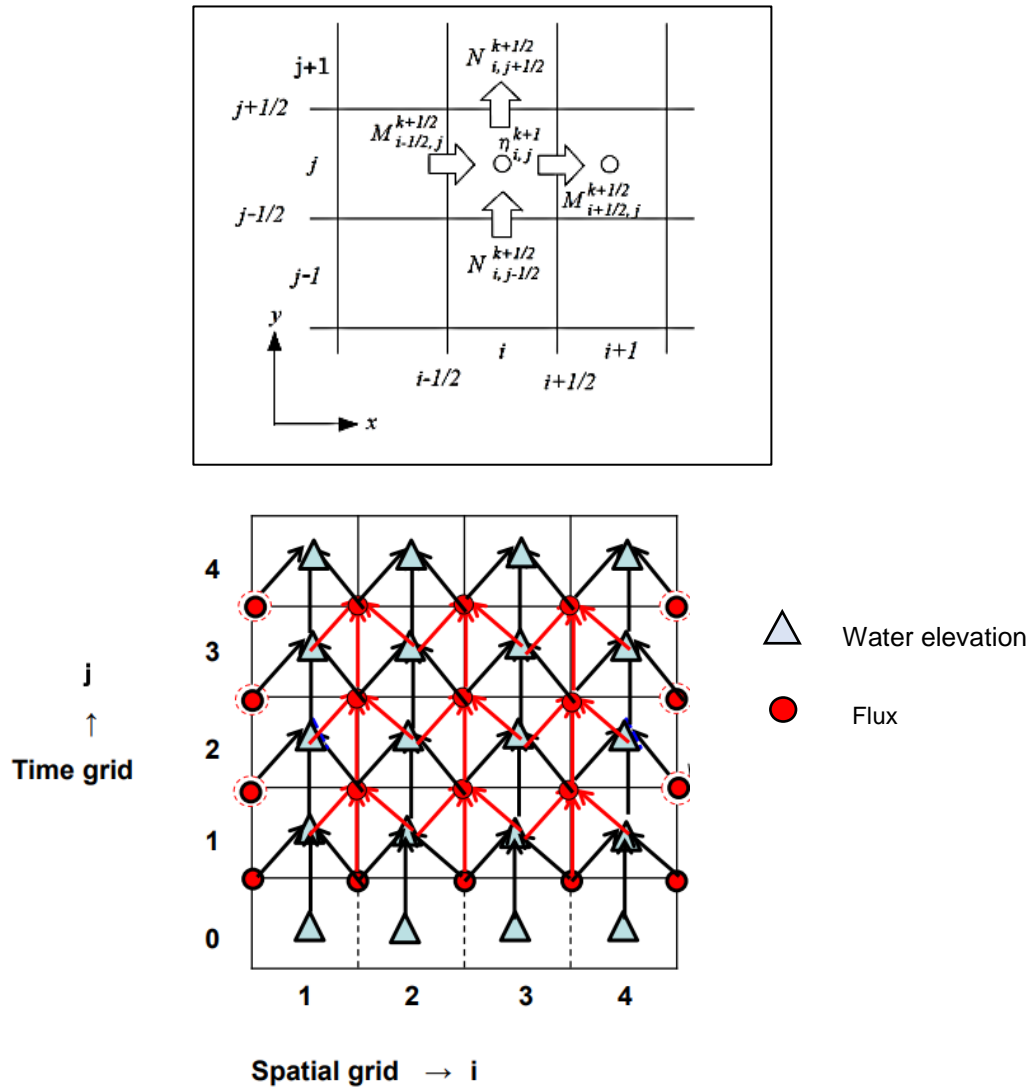 j+1
N^{k+1/2}_{i, j+1/2}
j+1/2
M^{k+1/2}_{i-1/2, j}
η^{k+1}_{i, j}
j
M^{k+1/2}_{i+1/2, j}
j-1/2
N^{k+1/2}_{i, j-1/2}
j-1
y
i
i+1
i-1/2
i+1/2
x
4
3
j
↑
Time grid
2
1
0
1 2 3 4
Spatial grid → i
Water elevation
Flux